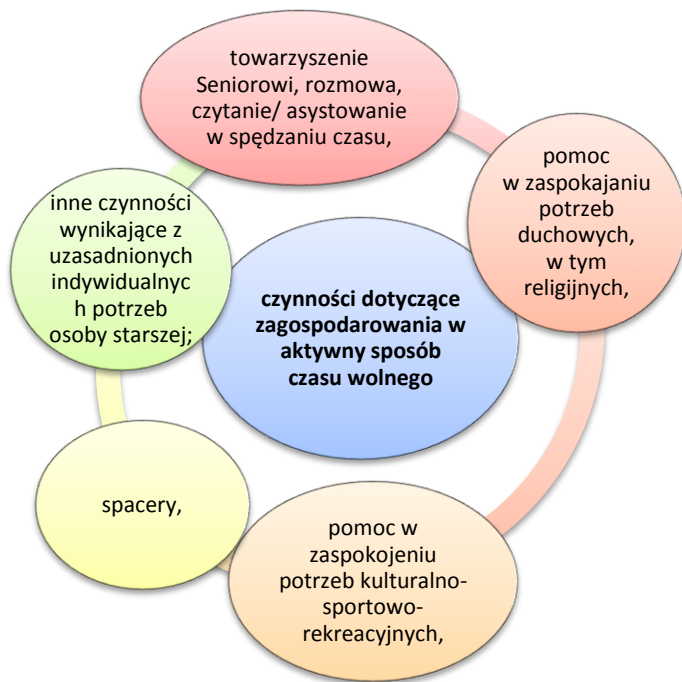 towarzyszenie
Seniorowi, rozmowa,
czytanie/ asystowanie
w spędzaniu czasu,
pomoc
w zaspokajaniu
potrzeb
duchowych,
w tym
religijnych,
pomoc w
zaspokojeniu
potrzeb kulturalno-
sportowo-
rekreacyjnych,
spacery,
inne czynności
wynikające z
uzasadnionych
indywidualnyc
h potrzeb
osoby starszej;
czynności dotyczące
zagospodarowania w
aktywny sposób
czasu wolnego